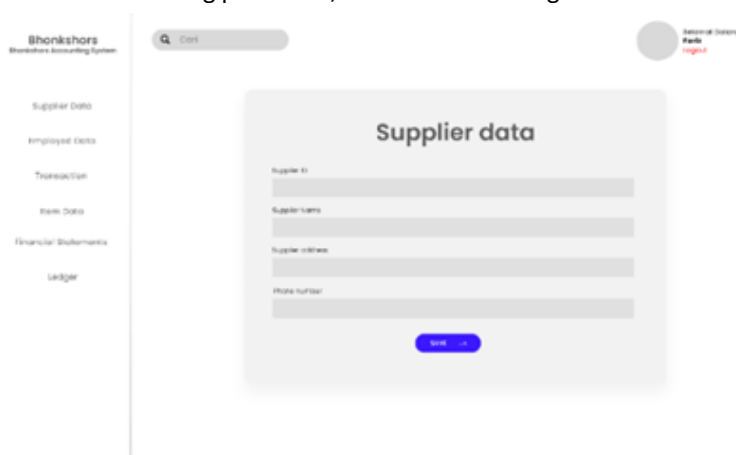 Bhonkshors
Bhonkshors Accounting System
Cari
Logout
Supplier Data
Employed Data
Transaction
Item Data
Financial Statements
Ledger
Supplier data
Supplier ID
Supplier Name
Supplier address
Phone number